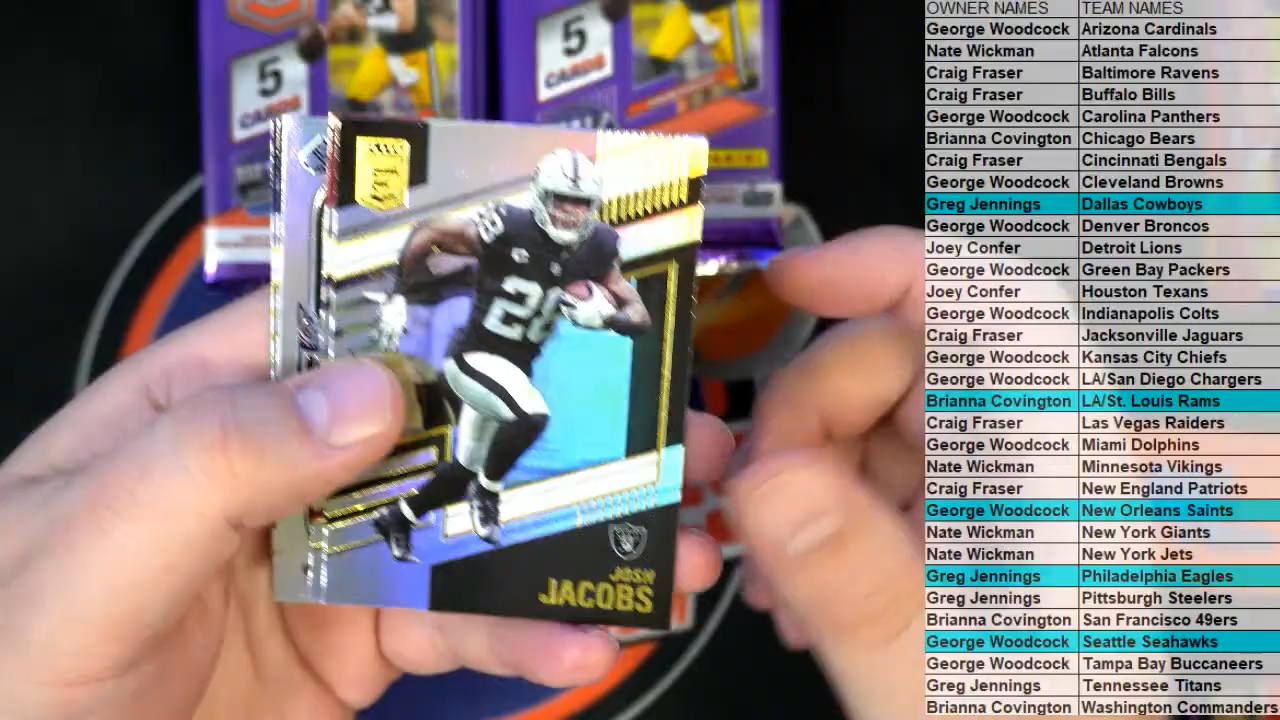 5
CARDS
5
CARDS
PANINI
28
28
JOSH
JACOBS
OWNER NAMES TEAM NAMES
George Woodcock Arizona Cardinals
Nate Wickman Atlanta Falcons
Craig Fraser Baltimore Ravens
Craig Fraser Buffalo Bills
George Woodcock Carolina Panthers
Brianna Covington Chicago Bears
Craig Fraser Cincinnati Bengals
George Woodcock Cleveland Browns
Greg Jennings Dallas Cowboys
George Woodcock Denver Broncos
Joey Confer Detroit Lions
George Woodcock Green Bay Packers
Joey Confer Houston Texans
George Woodcock Indianapolis Colts
Craig Fraser Jacksonville Jaguars
George Woodcock Kansas City Chiefs
George Woodcock LA/San Diego Chargers
Brianna Covington LA/St. Louis Rams
Craig Fraser Las Vegas Raiders
George Woodcock Miami Dolphins
Nate Wickman Minnesota Vikings
Craig Fraser New England Patriots
George Woodcock New Orleans Saints
Nate Wickman New York Giants
Nate Wickman New York Jets
Greg Jennings Philadelphia Eagles
Greg Jennings Pittsburgh Steelers
Brianna Covington San Francisco 49ers
George Woodcock Seattle Seahawks
George Woodcock Tampa Bay Buccaneers
Greg Jennings Tennessee Titans
Brianna Covington Washington Commanders